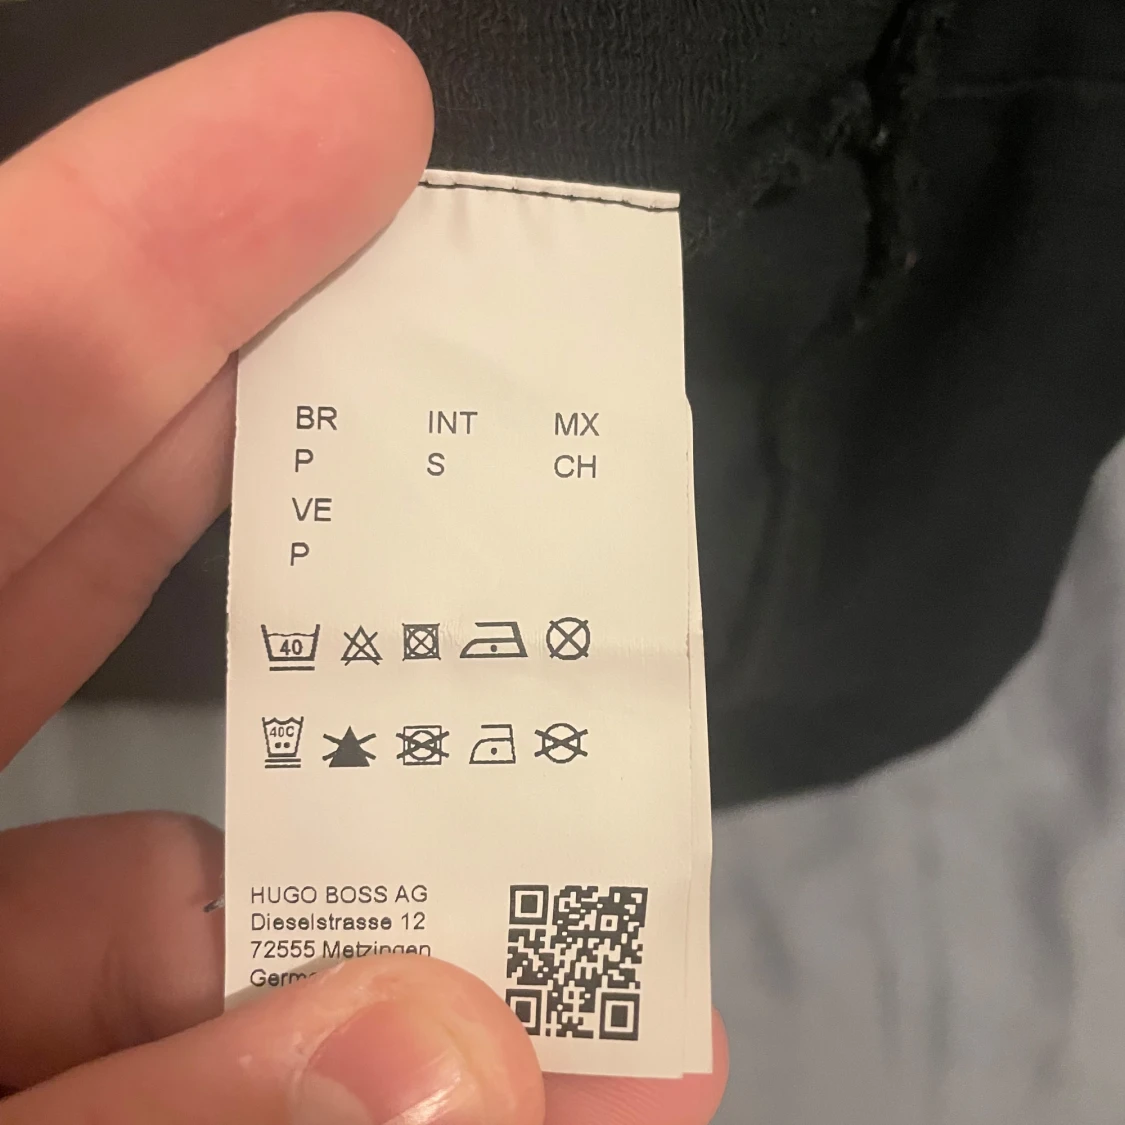 BR INT MX
P S CH
VE
P
40
40C
HUGO BOSS AG
Dieselstrasse 12
72555 Metzingen